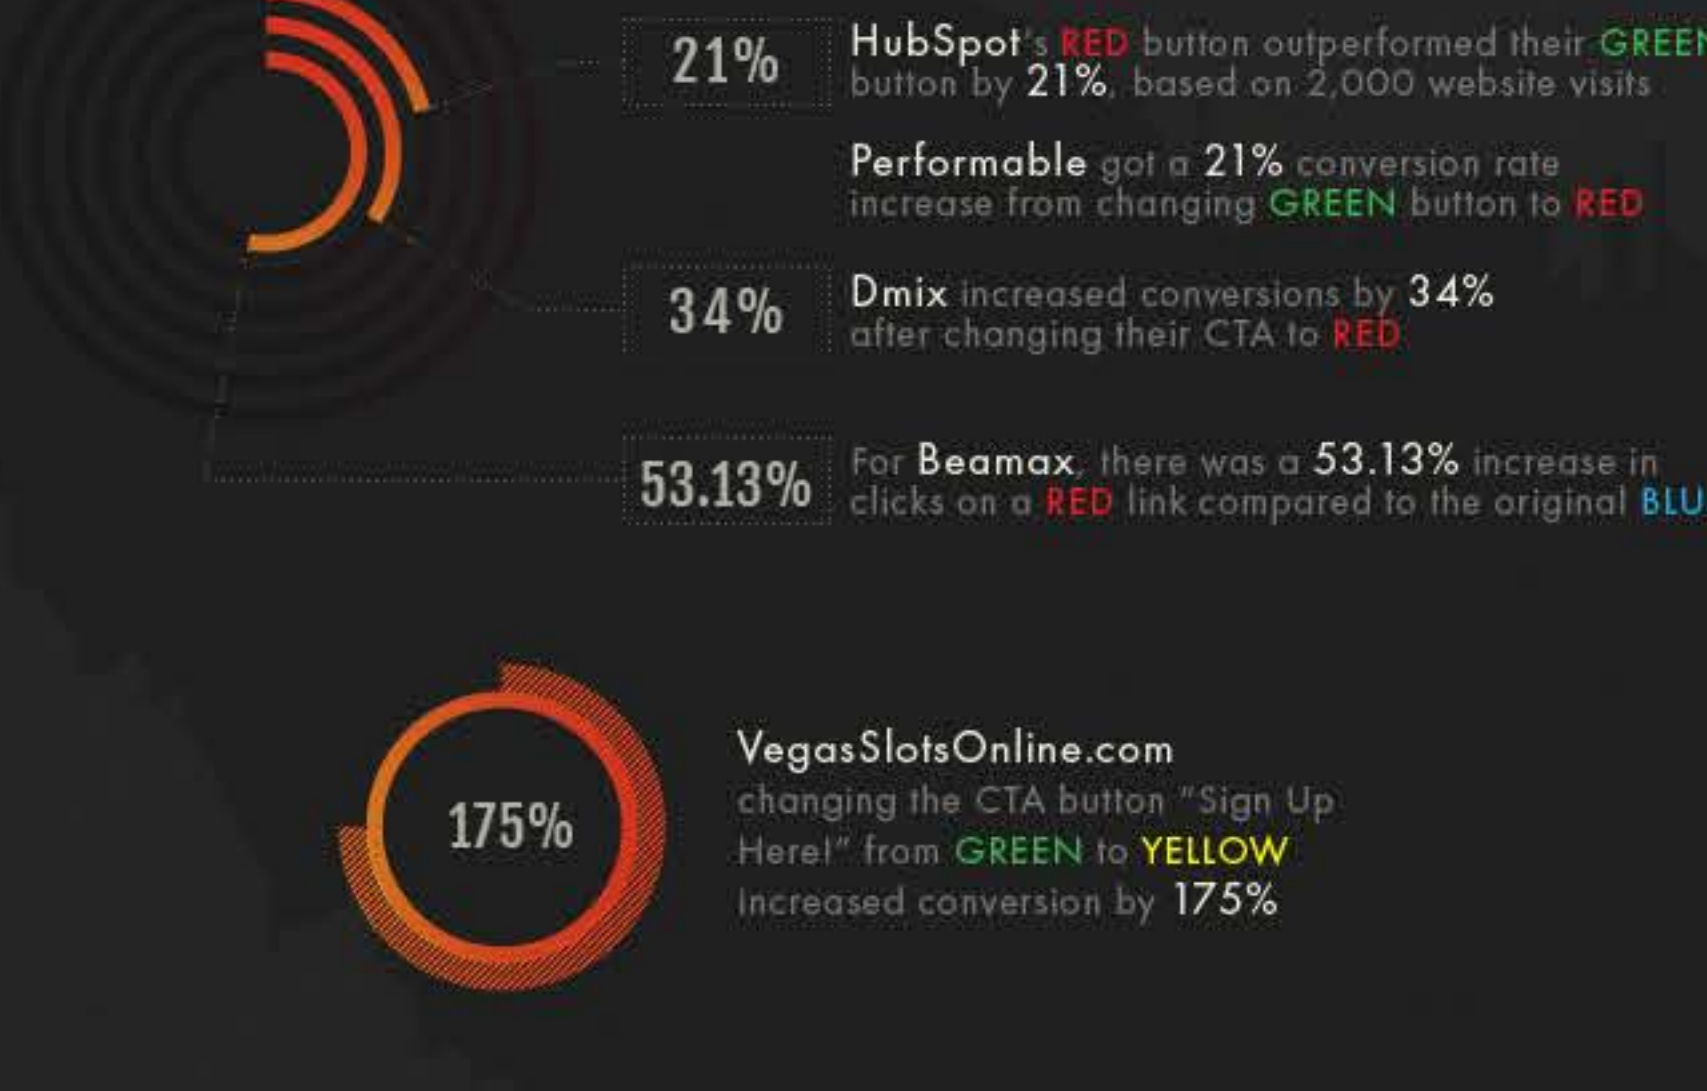 21%
HubSpot's RED button outperformed their GREEN
button by 21%, based on 2,000 website visits
Performable got a 21% conversion rate
increase from changing GREEN button to RED
34%
Dmix increased conversions by 34%
after changing their CTA to RED
53.13%
For Beamax, there was a 53.13% increase in
clicks on a RED link compared to the original BLU
175%
VegasSlotsOnline.com
changing the CTA button "Sign Up
Here!" from GREEN to YELLOW
Increased conversion by 175%